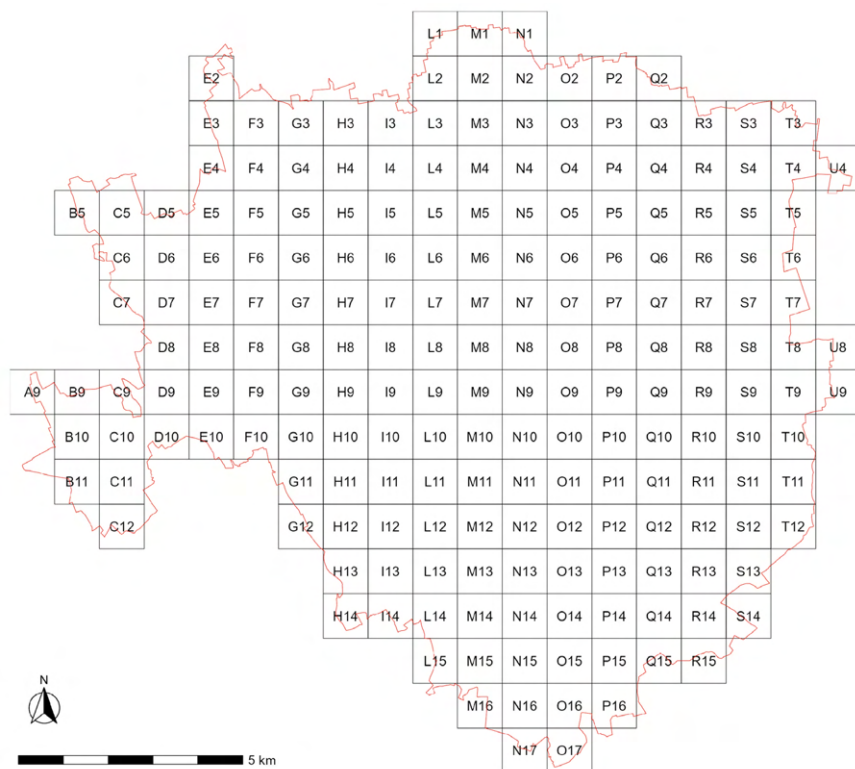 L1 M1 N1
E2 L2 M2 N2 O2 P2 Q2
E3 F3 G3 H3 I3 L3 M3 N3 O3 P3 Q3 R3 S3 T3
E4 F4 G4 H4 I4 L4 M4 N4 O4 P4 Q4 R4 S4 T4 U4
B5 C5 D5 E5 F5 G5 H5 I5 L5 M5 N5 O5 P5 Q5 R5 S5 T5
C6 D6 E6 F6 G6 H6 I6 L6 M6 N6 O6 P6 Q6 R6 S6 T6
C7 D7 E7 F7 G7 H7 I7 L7 M7 N7 O7 P7 Q7 R7 S7 T7
D8 E8 F8 G8 H8 I8 L8 M8 N8 O8 P8 Q8 R8 S8 T8 U8
A9 B9 C9 D9 E9 F9 G9 H9 I9 L9 M9 N9 O9 P9 Q9 R9 S9 T9 U9
B10 C10 D10 E10 F10 G10 H10 I10 L10 M10 N10 O10 P10 Q10 R10 S10 T10
B11 C11 G11 H11 I11 L11 M11 N11 O11 P11 Q11 R11 S11 T11
C12 G12 H12 I12 L12 M12 N12 O12 P12 Q12 R12 S12 T12
H13 I13 L13 M13 N13 O13 P13 Q13 R13 S13
H14 I14 L14 M14 N14 O14 P14 Q14 R14 S14
L15 M15 N15 O15 P15 Q15 R15
N
M16 N16 O16 P16
N17 O17
5 km